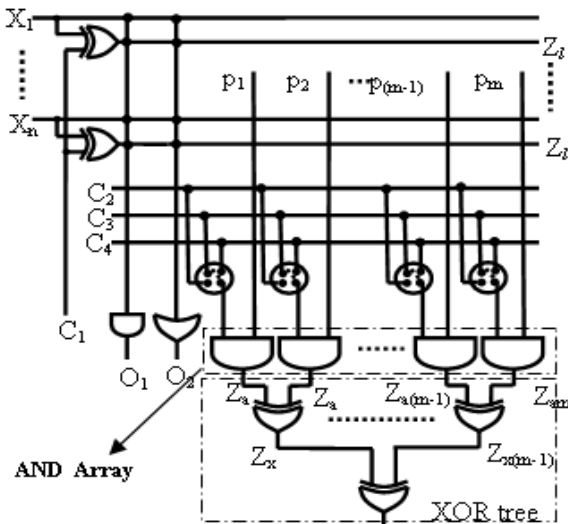 X1
Zl
p1 p2 p(m-1) pm
Xn
Zl
C2
C3
C4
C1
O1 O2
Za Za Za(m-1) Zam
AND Array
Zx Zx(m-1)
XOR tree